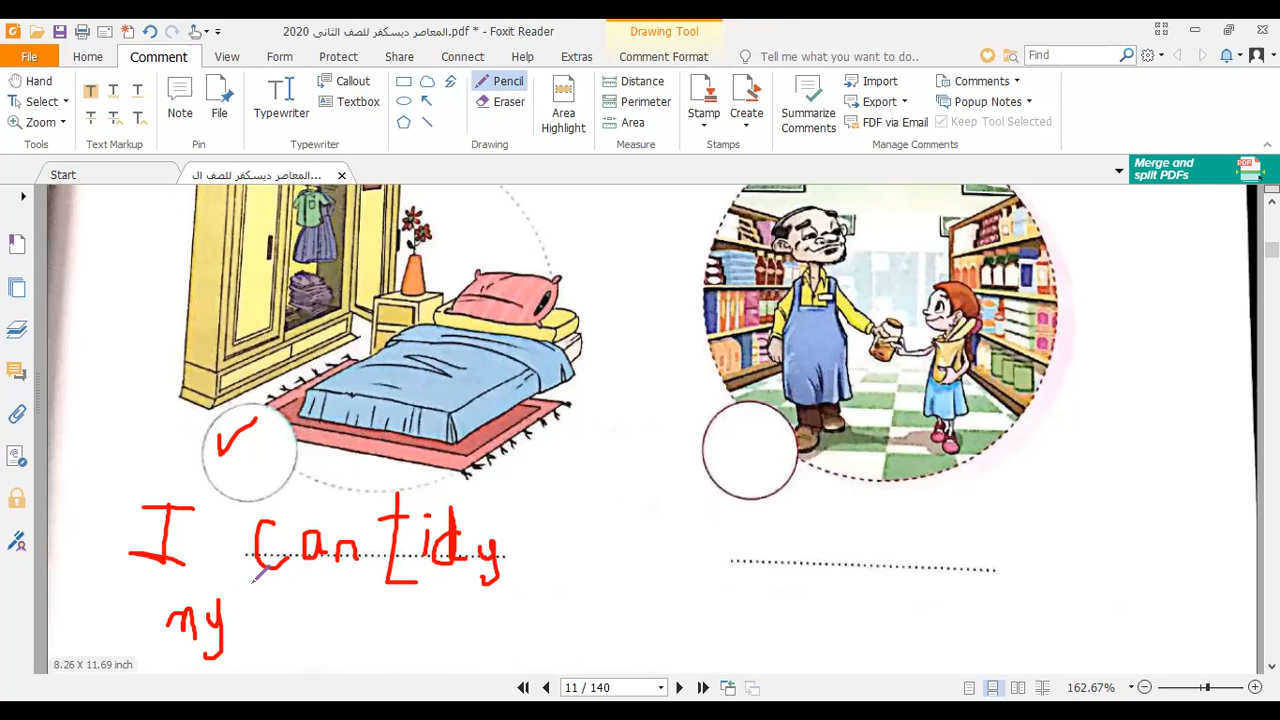 المعاصر ديسكفر للصف الثانى 2020.pdf * - Foxit Reader
Drawing Tool
File Home Comment View Form Protect Share Connect Help Extras Comment Format Tell me what you want to do.. Find
Hand
Select
Zoom
Tools
Text Markup
Note
File
Pin
Typewriter
Callout
Textbox
Typewriter
Pencil
Eraser
Drawing
Area Highlight
Distance
Perimeter
Area
Measure
Stamp
Create
Stamps
Summarize Comments
Import
Export
FDF via Email
Comments
Popup Notes
Keep Tool Selected
Manage Comments
Start
المعاصر ديسكفر للصف ال...
Merge and split PDFs
I can tidy
my
8.26 X 11.69 inch
11 / 140
162.67%